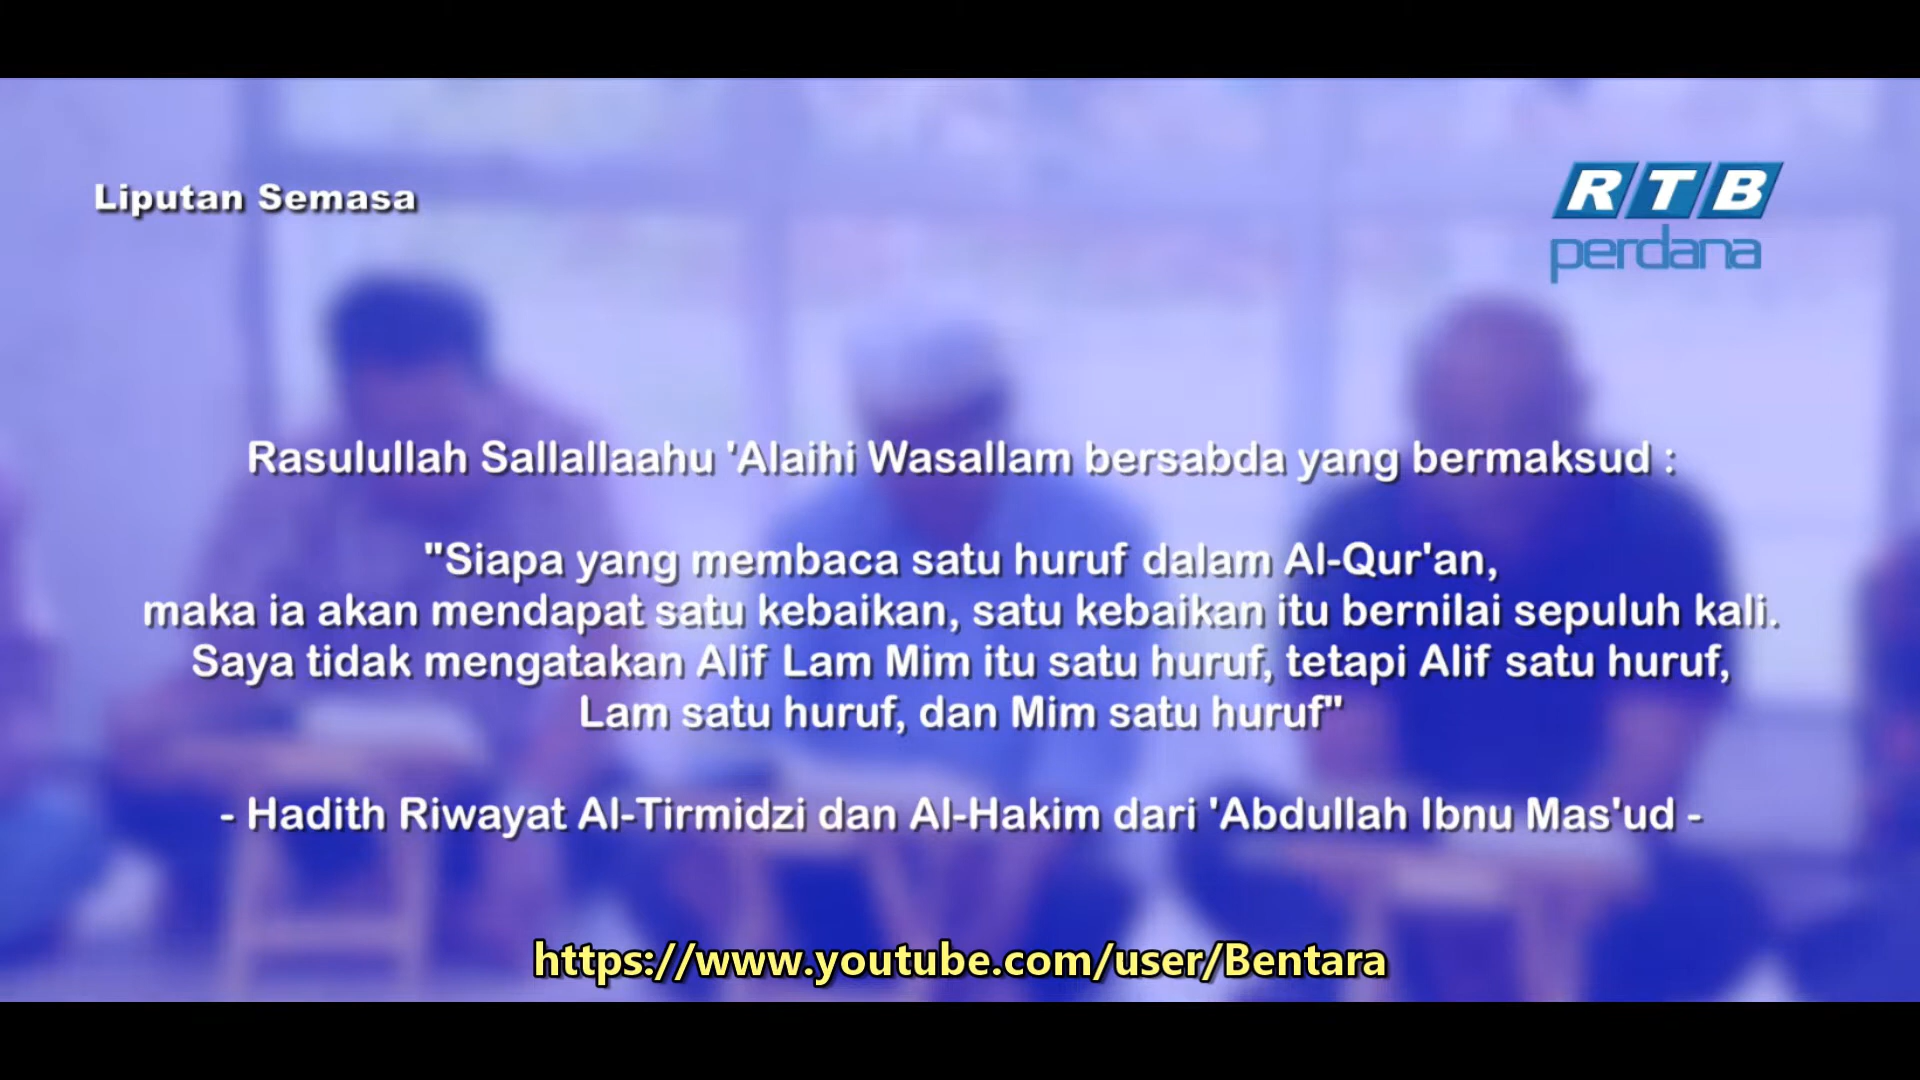 Liputan Semasa
RTB
perdana
Rasulullah Sallallaahu 'Alaihi Wasallam bersabda yang bermaksud :
"Siapa yang membaca satu huruf dalam Al-Qur'an,
maka ia akan mendapat satu kebaikan, satu kebaikan itu bernilai sepuluh kali.
Saya tidak mengatakan Alif Lam Mim itu satu huruf, tetapi Alif satu huruf,
Lam satu huruf, dan Mim satu huruf"
- Hadith Riwayat Al-Tirmidzi dan Al-Hakim dari 'Abdullah Ibnu Mas'ud -
https://www.youtube.com/user/Bentara